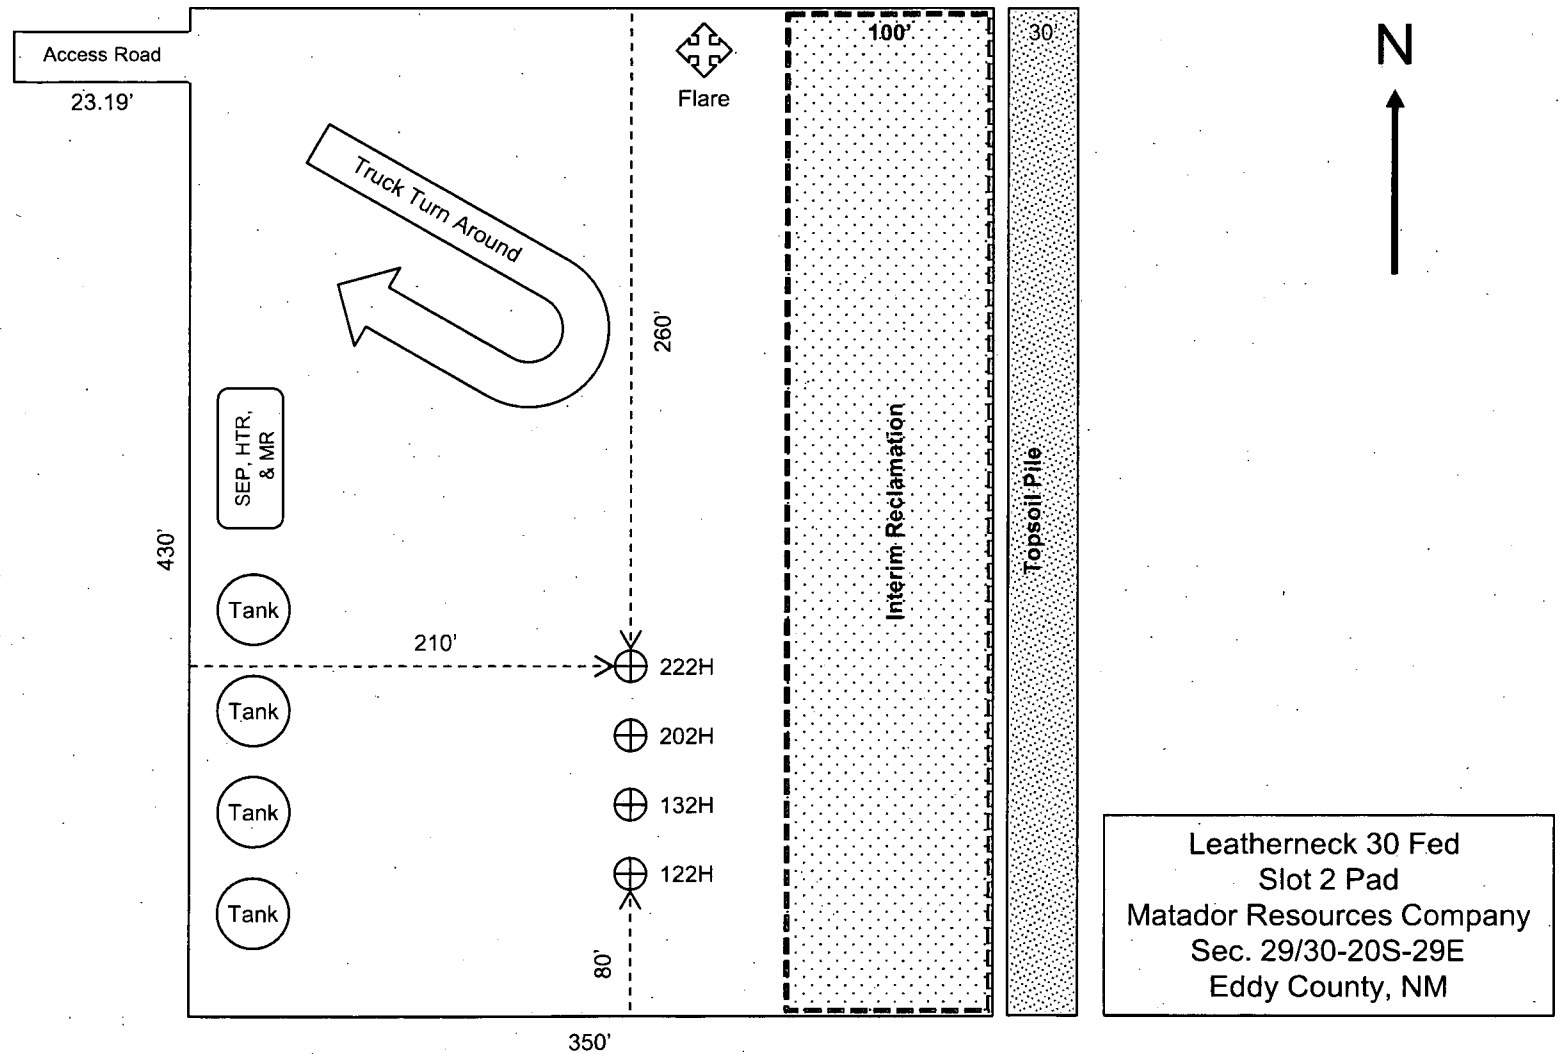 100'
30'
N
Access Road
23.19'
Flare
Truck Turn Around
260'
SEP, HTR,
& MR
Interim Reclamation
Topsoil Pile
430'
Tank
210'
222H
Tank
202H
Tank
132H
122H
Tank
80'
350'
Leatherneck 30 Fed
Slot 2 Pad
Matador Resources Company
Sec. 29/30-20S-29E
Eddy County, NM